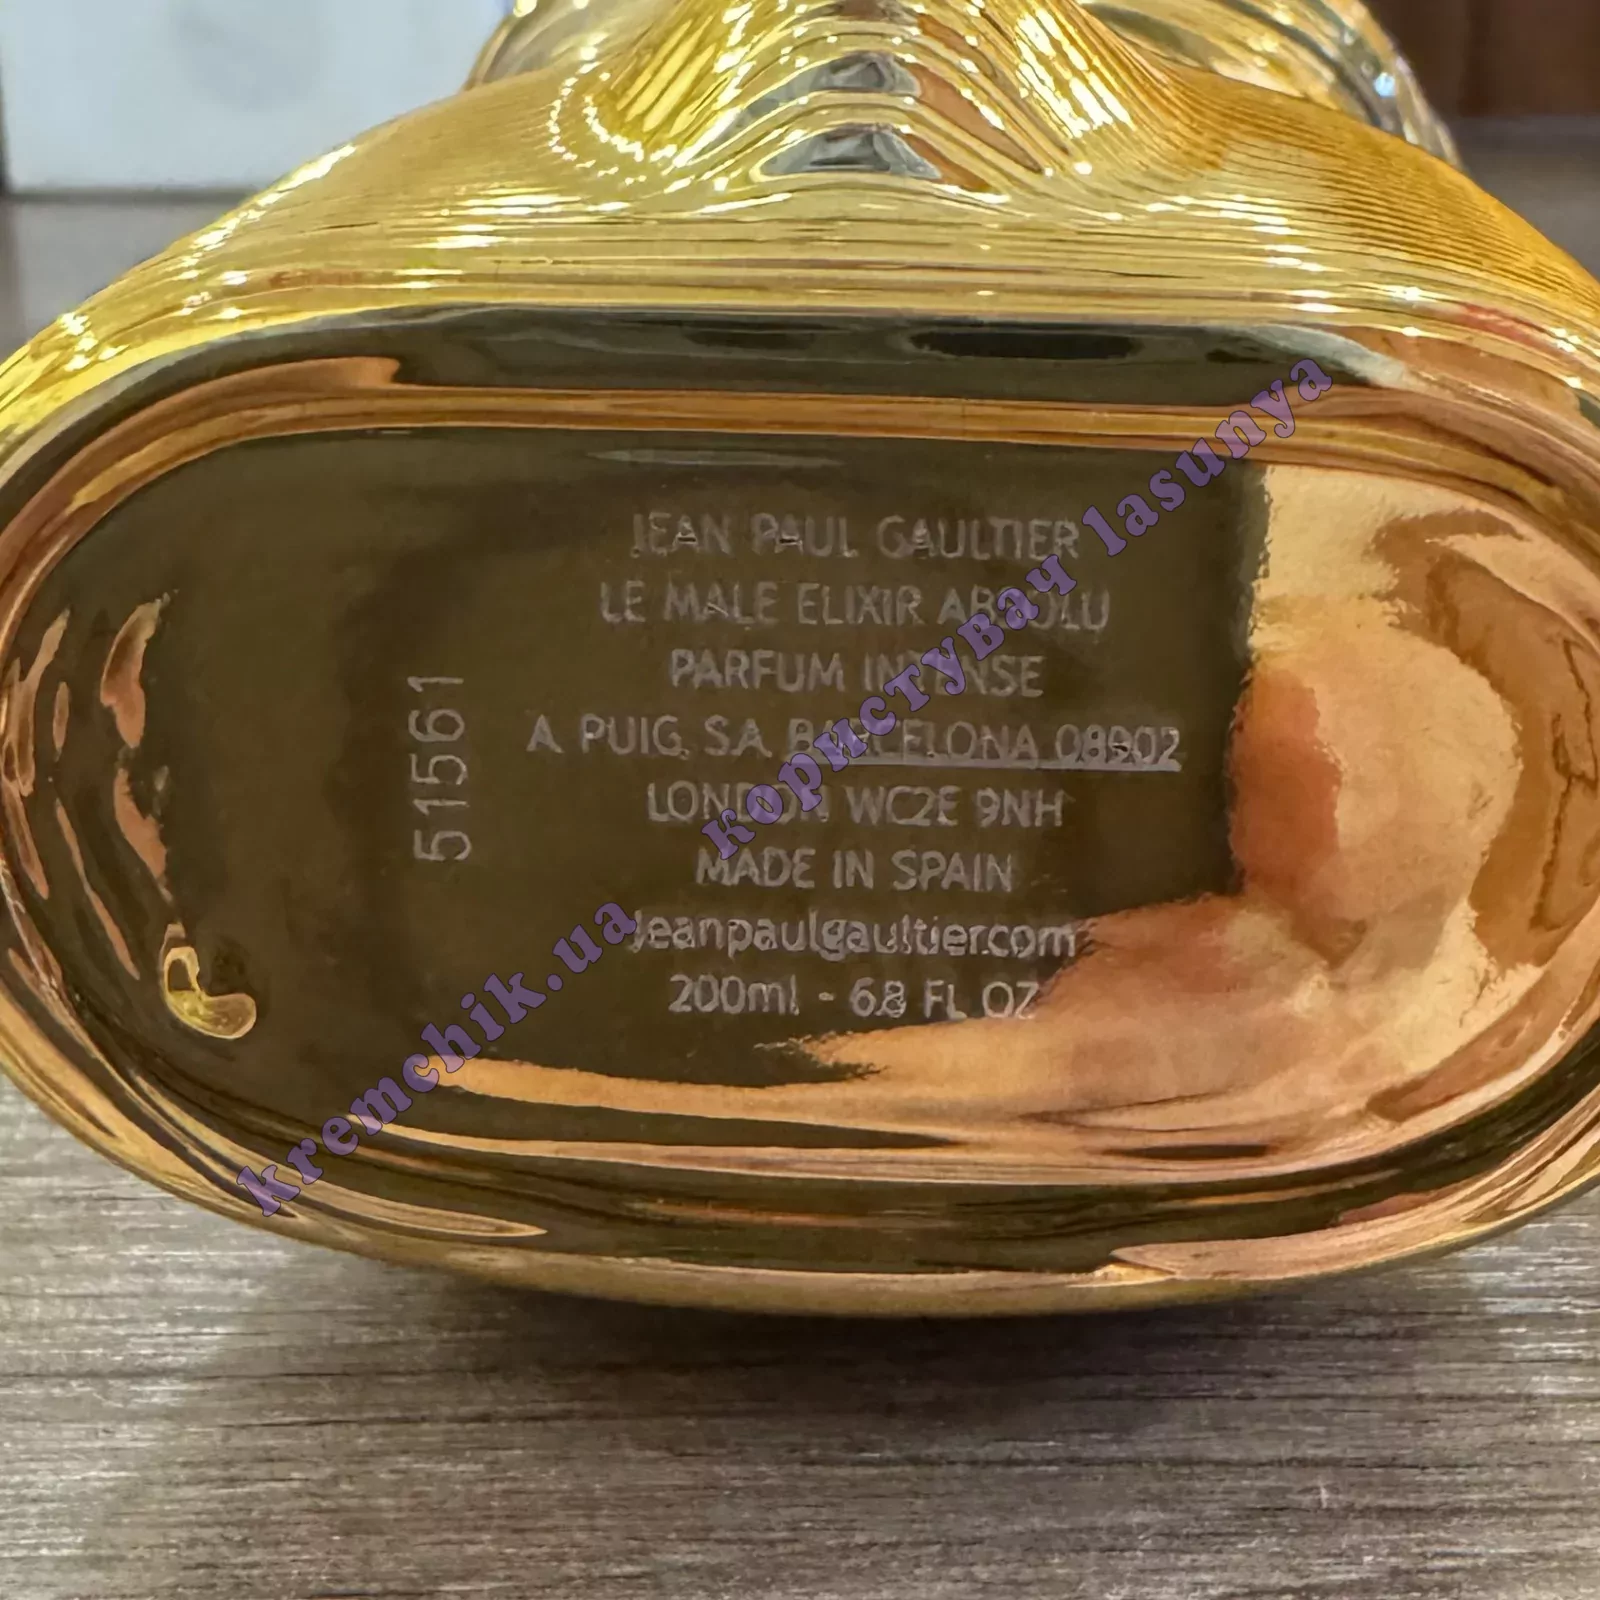 JEAN PAUL GAULTIER
LE MALE ELIXIR ABSOLU
PARFUM INTENSE
A. PUIG, S.A. BARCELONA 08902
LONDON WC2E 9NH
MADE IN SPAIN
Jeanpaulgaultier.com
200ml - 6.8 FL OZ
51561
kremchik.ua користувач lasunya